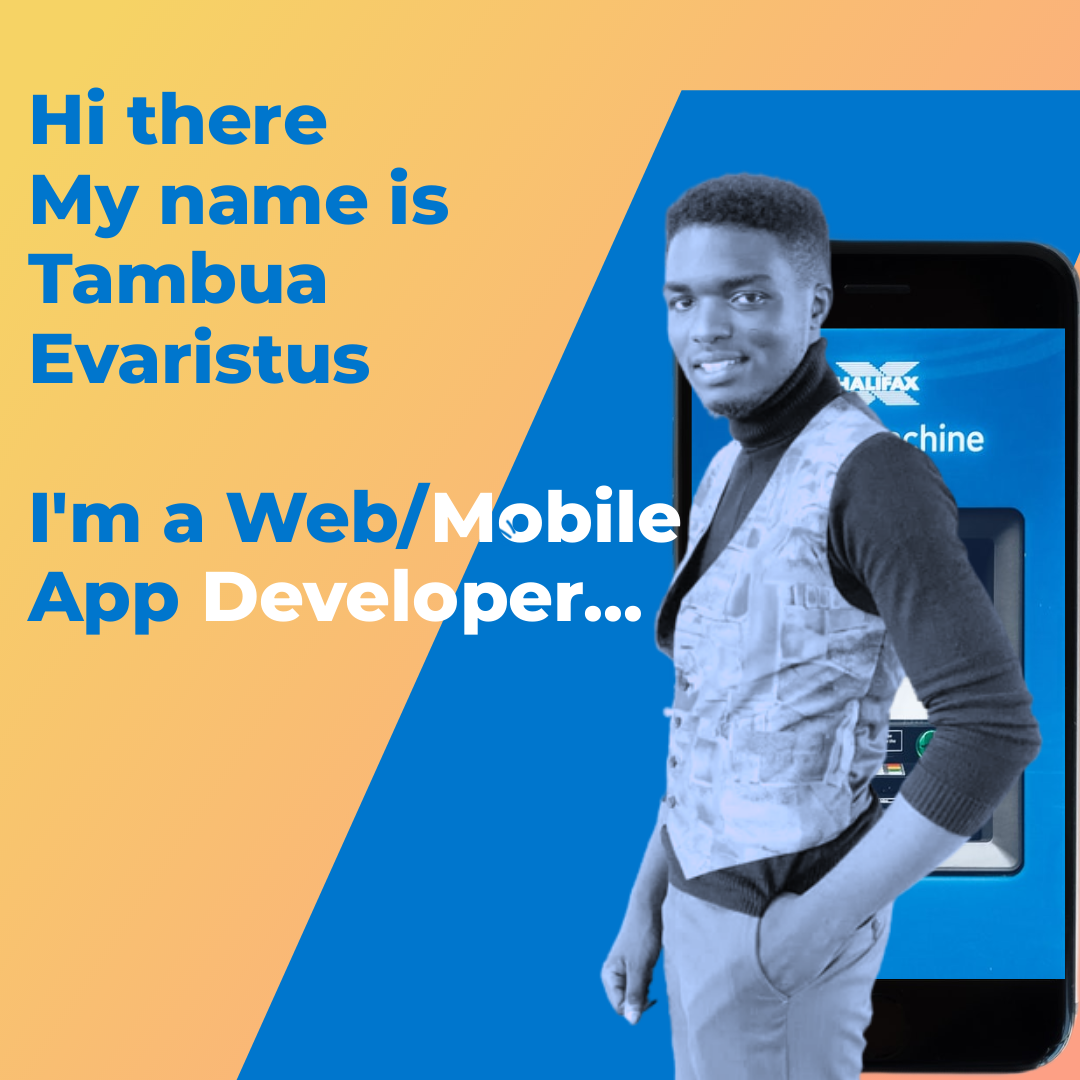 Hi there
My name is
Tambua
Evaristus
I'm a Web/Mobile
App Developer...
HALIFAX
chine